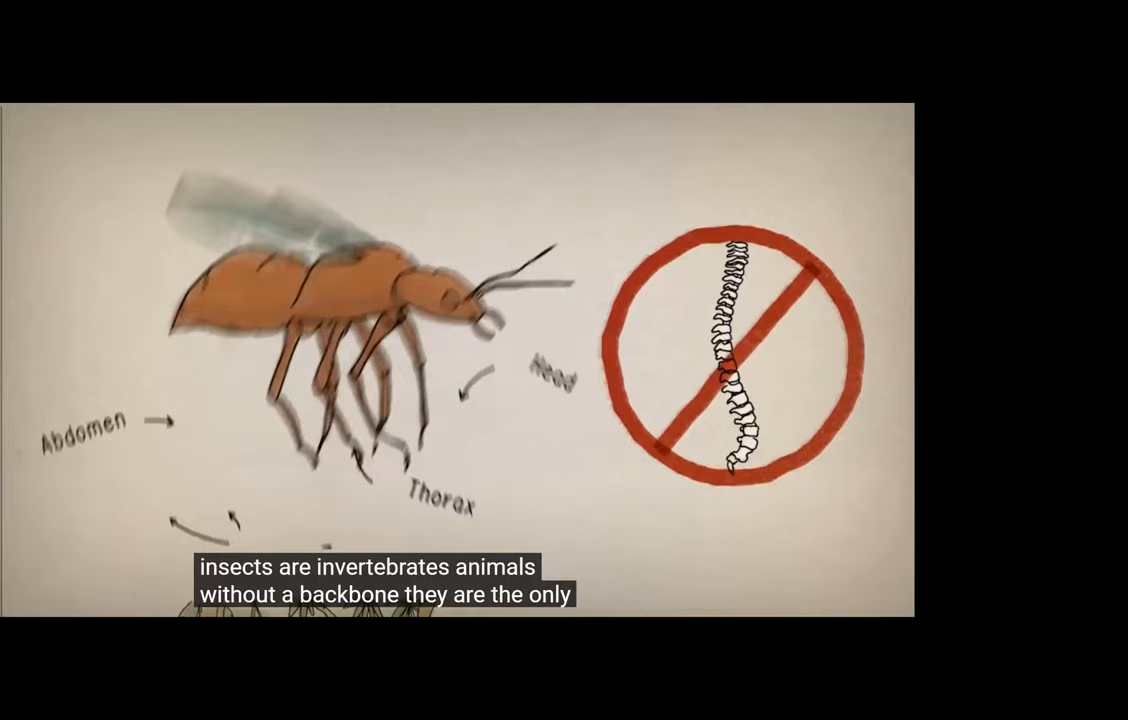 Head
Abdomen
Thorax
insects are invertebrates animals
without a backbone they are the only